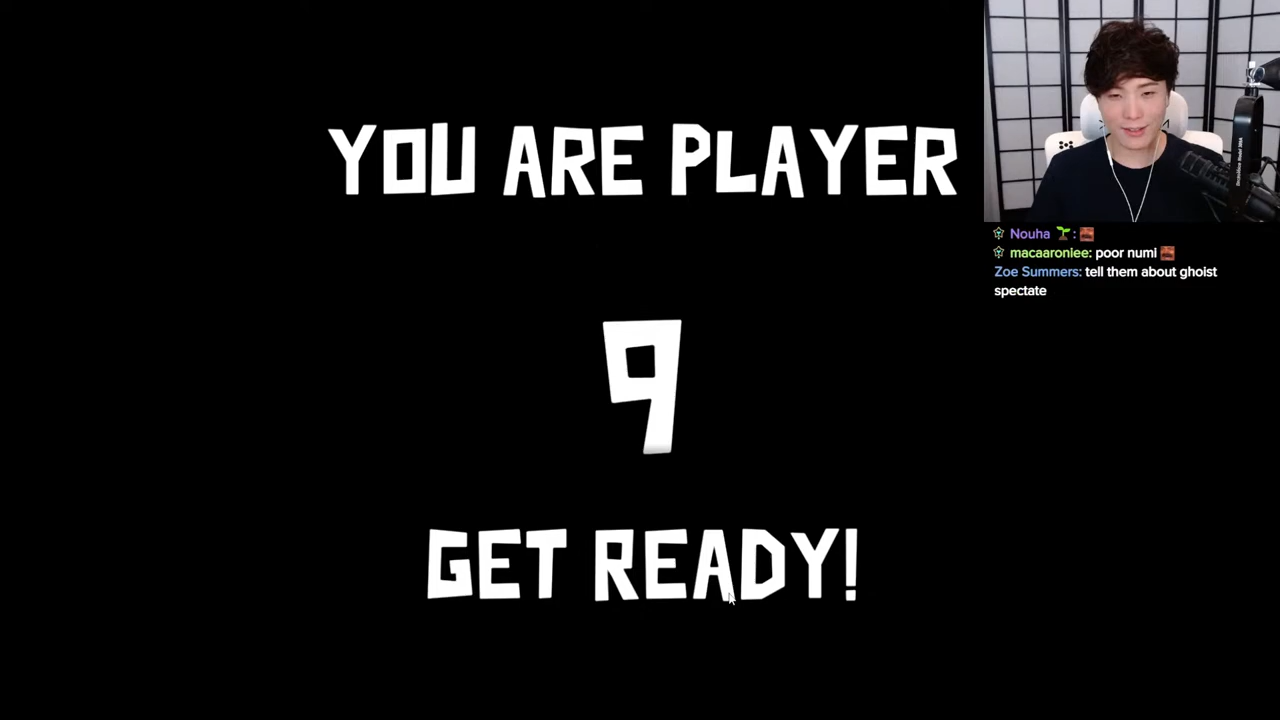 YOU ARE PLAYER
9
GET READY!
Nouha 🌱:
macaaronlee: poor numi
Zoe Summers: tell them about ghoist
spectate